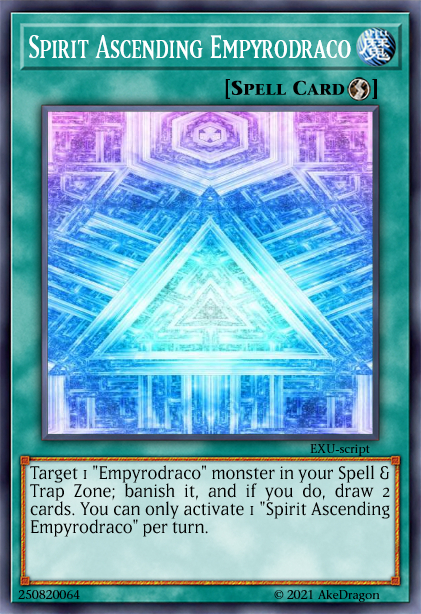 Spirit Ascending Empyrodraco 魔
[Spell Card]
EXU-script
Target 1 "Empyrodraco" monster in your Spell &
Trap Zone; banish it, and if you do, draw 2
cards. You can only activate 1 "Spirit Ascending
Empyrodraco" per turn.
250820064 © 2021 AkeDragon